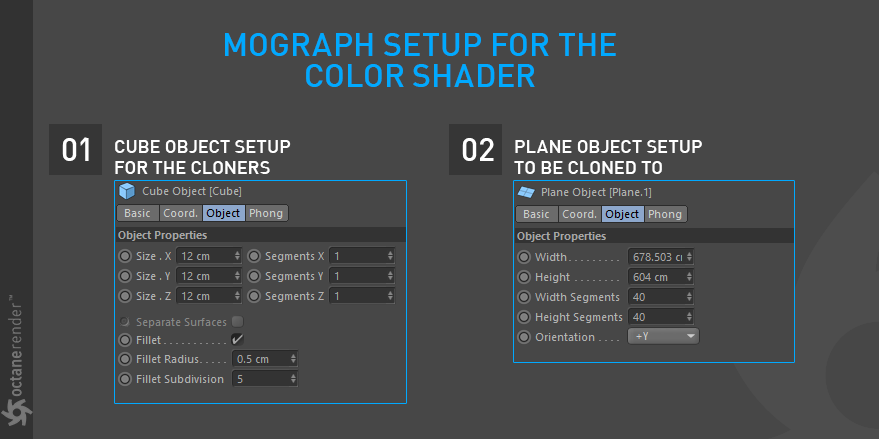 MOGRAPH SETUP FOR THE
COLOR SHADER
01
CUBE OBJECT SETUP
FOR THE CLONERS
Cube Object [Cube]
Basic Coord. Object Phong
Object Properties
Size . X 12 cm Segments X 1
Size . Y 12 cm Segments Y 1
Size . Z 12 cm Segments Z 1
Separate Surfaces
Fillet . . . . . . . . . . . ✔
Fillet Radius. . . . . 0.5 cm
Fillet Subdivision 5
02
PLANE OBJECT SETUP
TO BE CLONED TO
Plane Object [Plane.1]
Basic Coord. Object Phong
Object Properties
Width . . . . . . . . . 678.503 c
Height . . . . . . . . 604 cm
Width Segments 40
Height Segments 40
Orientation . . . . +Y
octanerender™